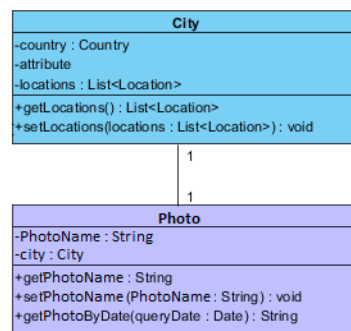 City
-country : Country
-attribute
-locations : List<Location>
+getLocations() : List<Location>
+setLocations(locations : List<Location>) : void
1
1
Photo
-PhotoName : String
-city : City
+getPhotoName : String
+setPhotoName (PhotoName : String) : void
+getPhotoByDate(queryDate : Date) : String